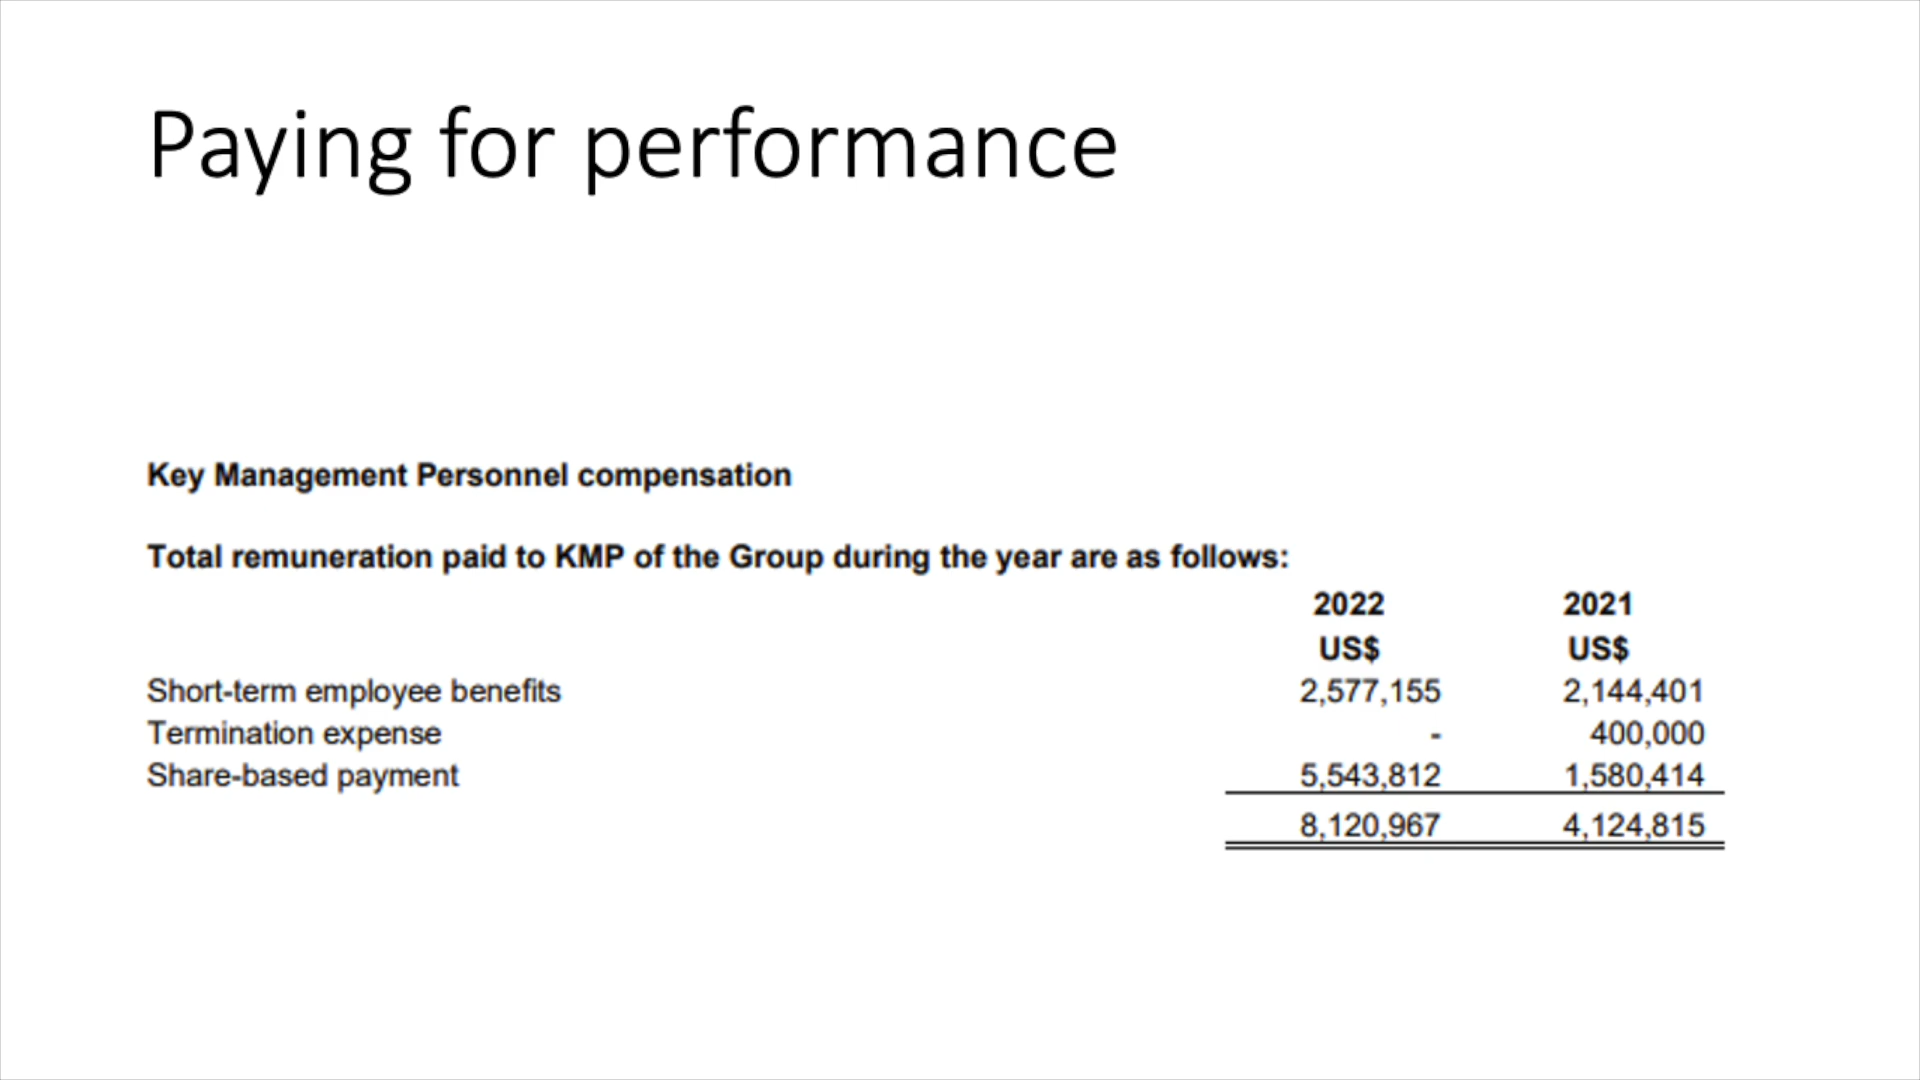 Paying for performance
Key Management Personnel compensation
Total remuneration paid to KMP of the Group during the year are as follows:
2022 2021
US$ US$
Short-term employee benefits 2,577,155 2,144,401
Termination expense - 400,000
Share-based payment 5,543,812 1,580,414
8,120,967 4,124,815